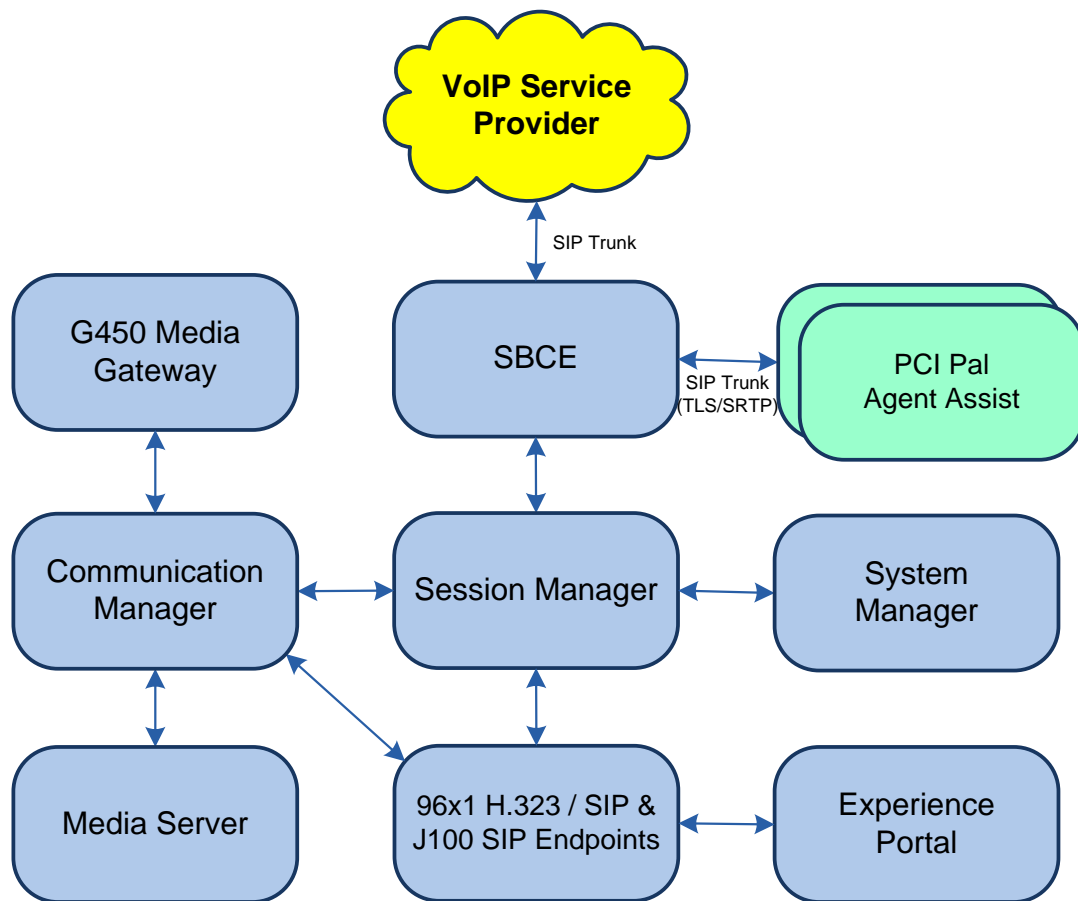 VoIP Service
Provider
SIP Trunk
G450 Media
Gateway
SBCE
SIP Trunk
(TLS/SRTP)
PCI Pal
Agent Assist
Communication
Manager
Session Manager
System
Manager
Media Server
96x1 H.323 / SIP &
J100 SIP Endpoints
Experience
Portal